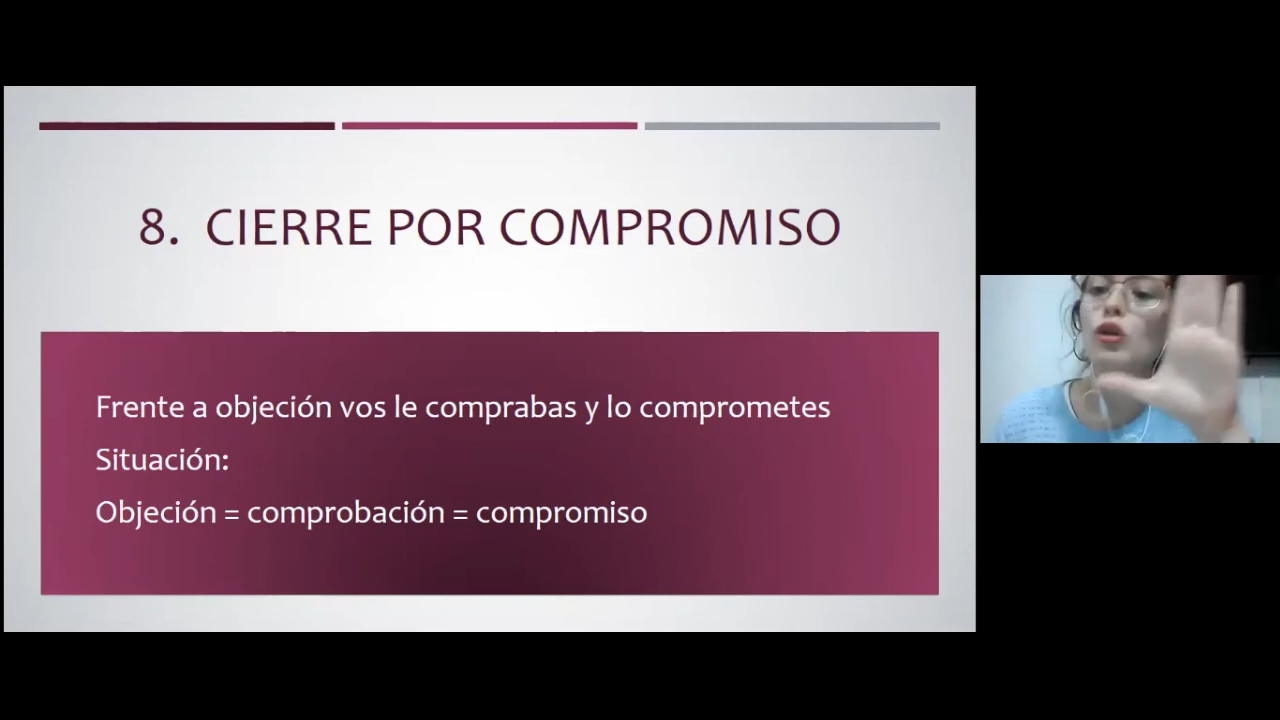 8. CIERRE POR COMPROMISO
Frente a objeción vos le comprabas y lo comprometes
Situación:
Objeción = comprobación = compromiso